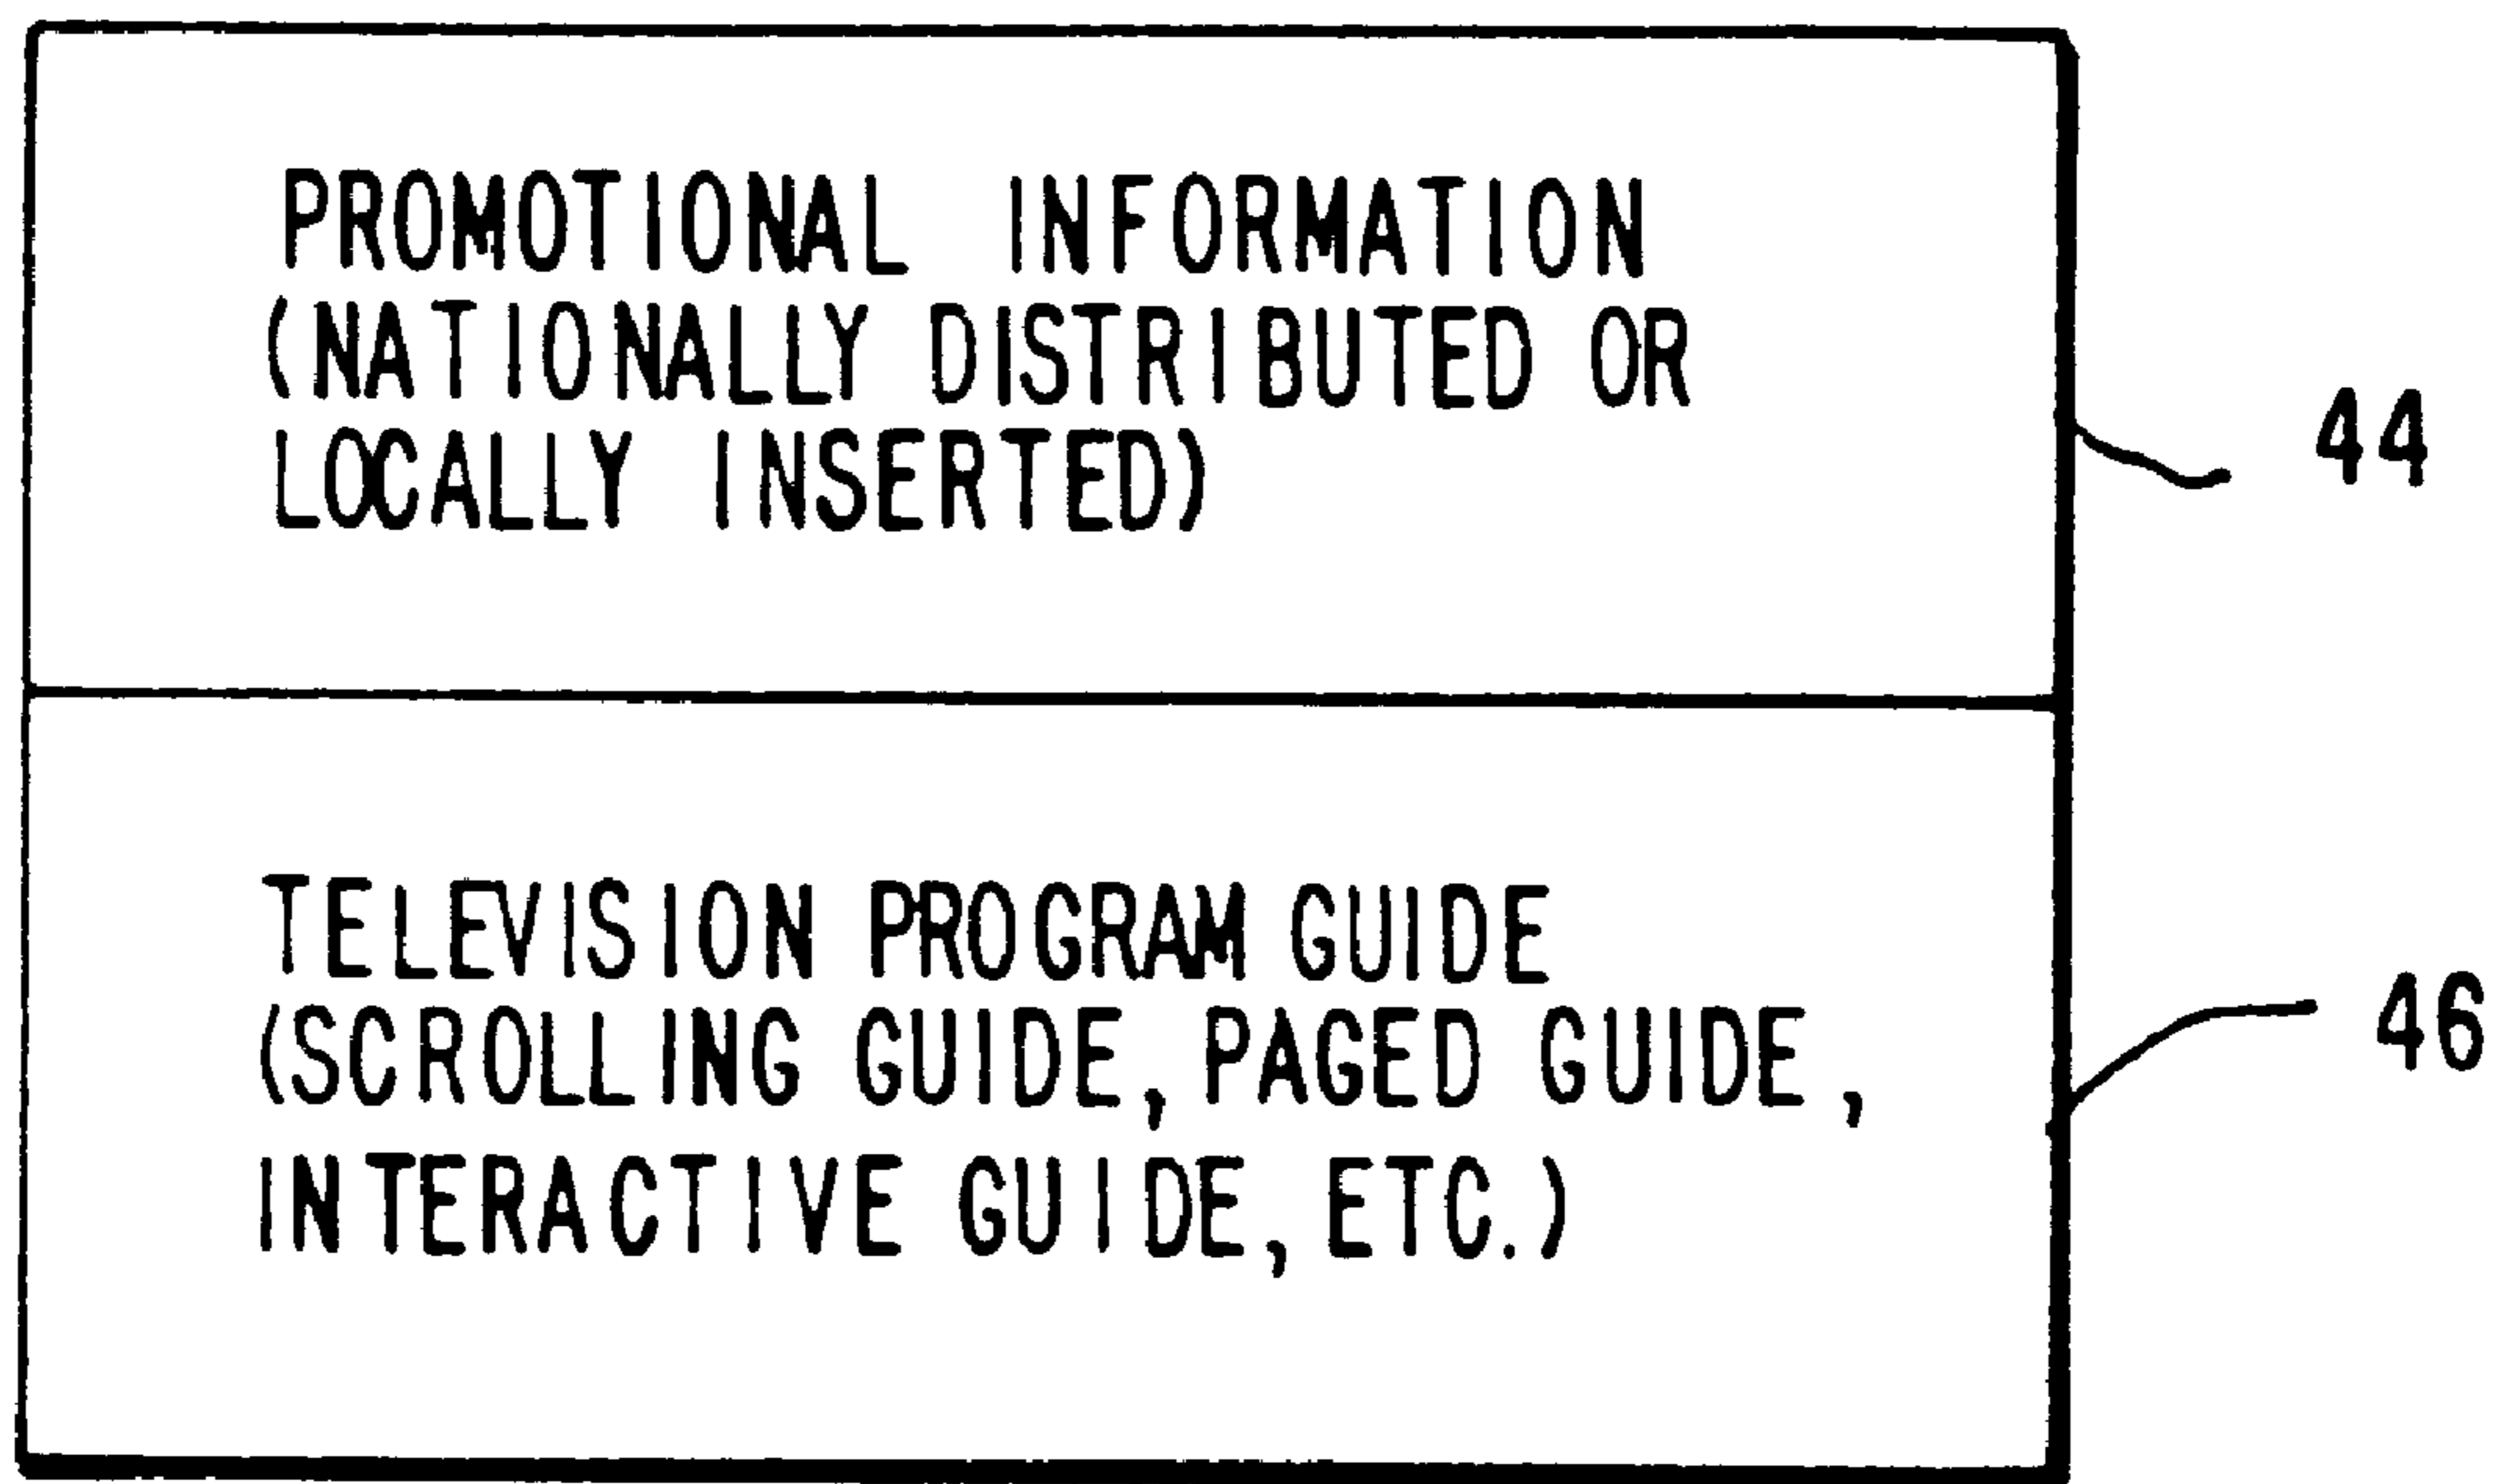 PROMOTIONAL INFORMATION
(NATIONALLY DISTRIBUTED OR
LOCALLY INSERTED)
44
TELEVISION PROGRAM GUIDE
(SCROLLING GUIDE, PAGED GUIDE,
INTERACTIVE GUIDE, ETC.)
46